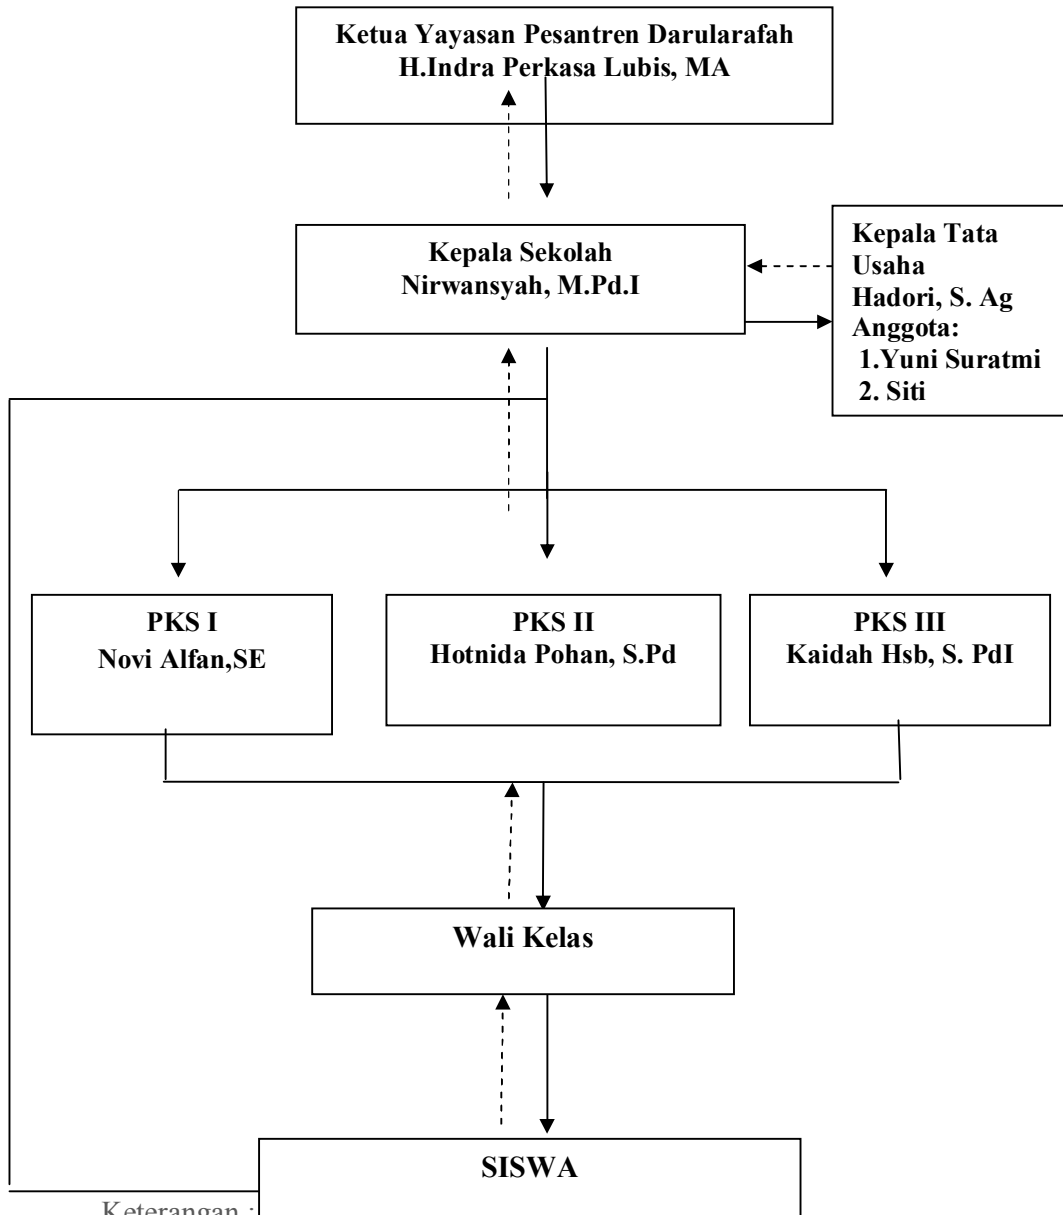 Ketua Yayasan Pesantren Darularafah
H.Indra Perkasa Lubis, MA
Kepala Sekolah
Nirwansyah, M.Pd.I
Kepala Tata
Usaha
Hadori, S. Ag
Anggota:
1.Yuni Suratmi
2. Siti
PKS I
Novi Alfan,SE
PKS II
Hotnida Pohan, S.Pd
PKS III
Kaidah Hsb, S. PdI
Wali Kelas
SISWA
Keterangan :